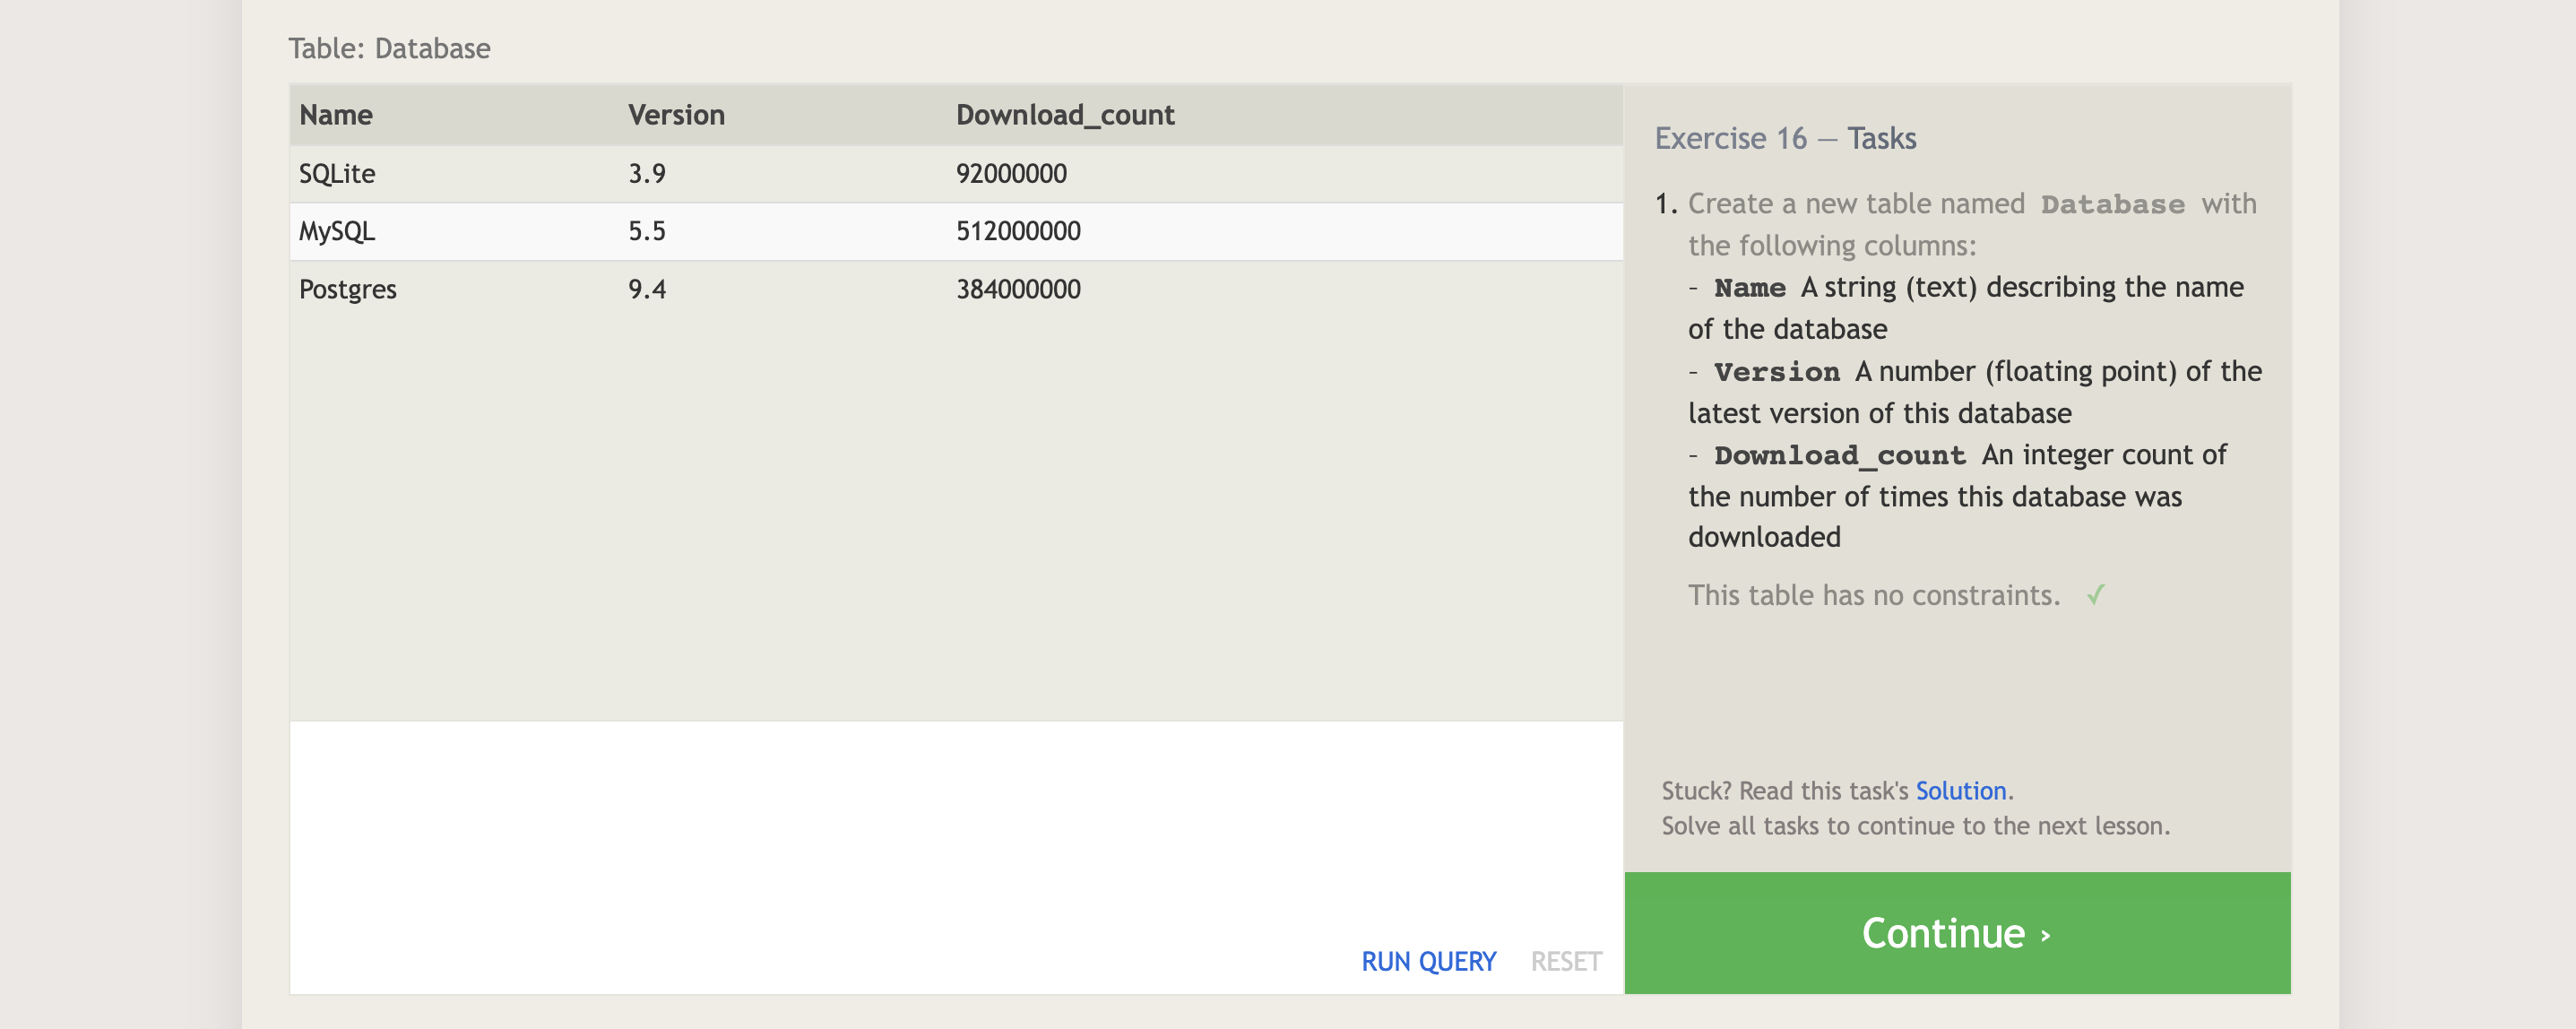 Table: Database
Name Version Download_count
SQLite 3.9 92000000
MySQL 5.5 512000000
Postgres 9.4 384000000
RUN QUERY RESET
Exercise 16 — Tasks
1. Create a new table named Database with
the following columns:
– Name A string (text) describing the name
of the database
– Version A number (floating point) of the
latest version of this database
– Download_count An integer count of
the number of times this database was
downloaded
This table has no constraints. ✓
Stuck? Read this task's Solution.
Solve all tasks to continue to the next lesson.
Continue ›